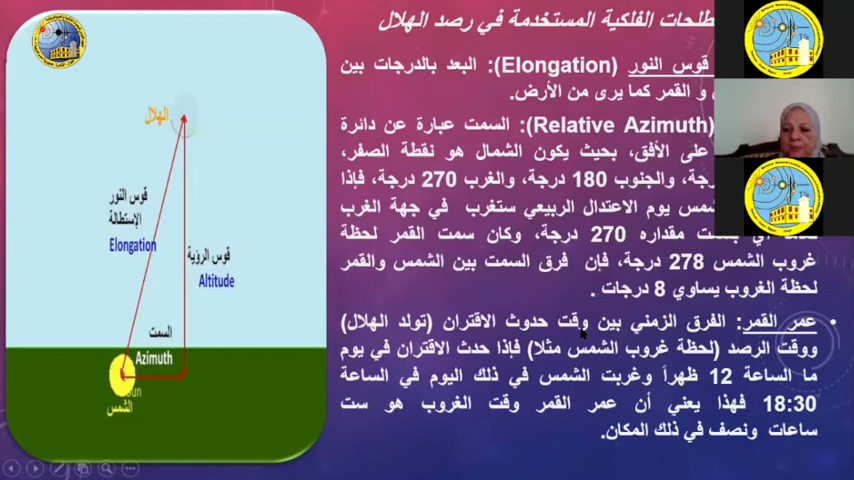 طلحات الفلكية المستخدمة في رصد الهلال
قوس النور (Elongation): البعد بالدرجات بين
و القمر كما يرى من الأرض.
(Relative Azimuth): السمت عبارة عن دائرة
على الأفق، بحيث يكون الشمال هو نقطة الصفر،
والجنوب 180 درجة، والغرب 270 درجة، فإذا
يوم الاعتدال الربيعي ستغرب في جهة الغرب
مقداره 270 درجة، وكان سمت القمر لحظة
غروب الشمس 278 درجة، فإن فرق السمت بين الشمس والقمر
لحظة الغروب يساوي 8 درجات .
• عمر القمر: الفرق الزمني بين وقت حدوث الاقتران (تولد الهلال)
ووقت الرصد (لحظة غروب الشمس مثلا) فإذا حدث الاقتران في يوم
ما الساعة 12 ظهراً وغربت الشمس في ذلك اليوم في الساعة
18:30 فهذا يعني أن عمر القمر وقت الغروب هو ست
ساعات ونصف في ذلك المكان.
الهلال
قوس النور
الإستطالة
Elongation
قوس الرؤية
Altitude
السمت
Azimuth
Sun
الشمس